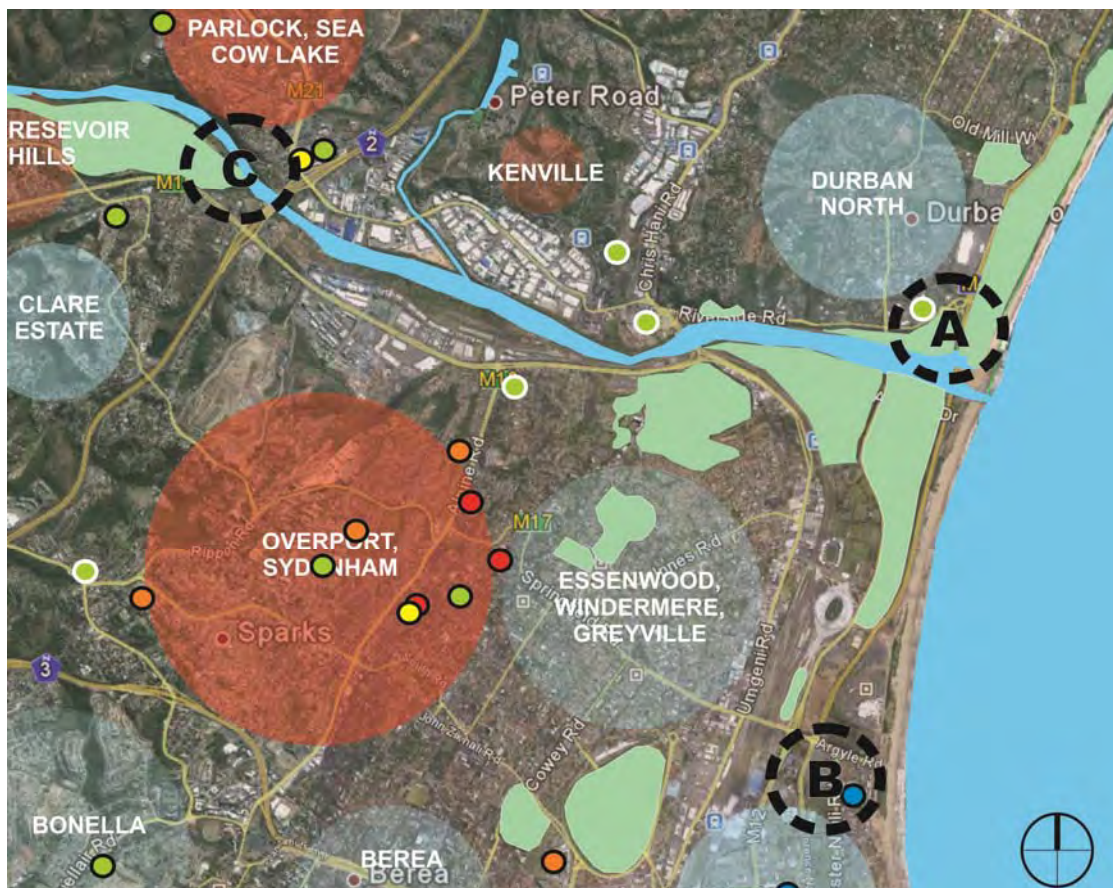 PARLOCK, SEA
COW LAKE
M21
Peter Road
RESEVOIR
HILLS
2
KENVILLE
Old Mill Wy
DURBAN
NORTH
C
M1
Chris Hani Rd
CLARE
ESTATE
Riverside Rd
A
M
Dr
OVERPORT,
SYDENHAM
M17
Sparks
ESSENWOOD,
WINDERMERE,
GREYVILLE
Umgeni Rd
3
John Zikhali Rd
Cowey Rd
Argyle Rd
B
M12
BONELLA
BEREA
Berea